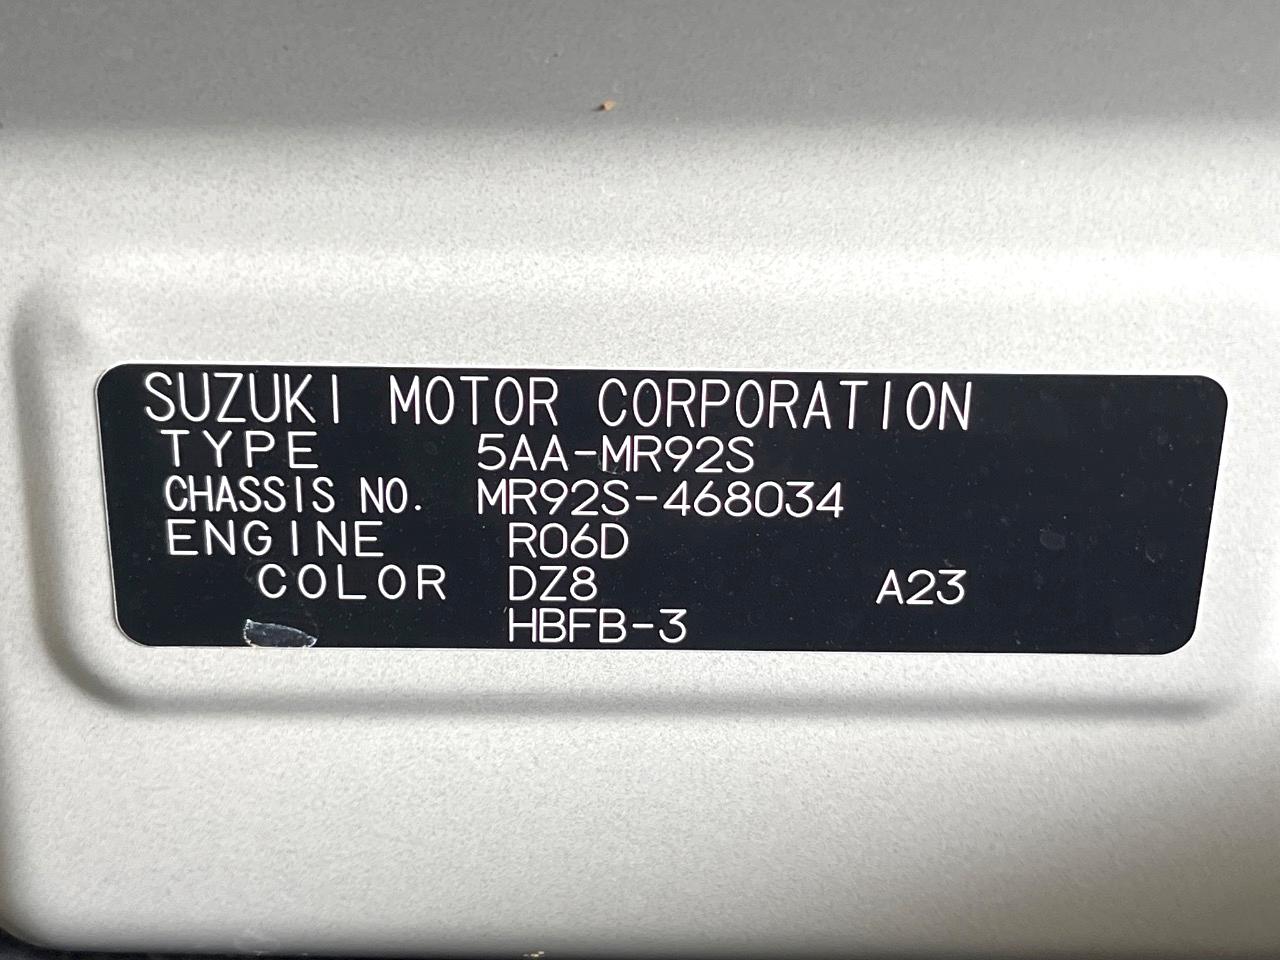 SUZUKI MOTOR CORPORATION
TYPE 5AA-MR92S
CHASSIS NO. MR92S-468034
ENGINE R06D
COLOR DZ8 A23
HBFB-3